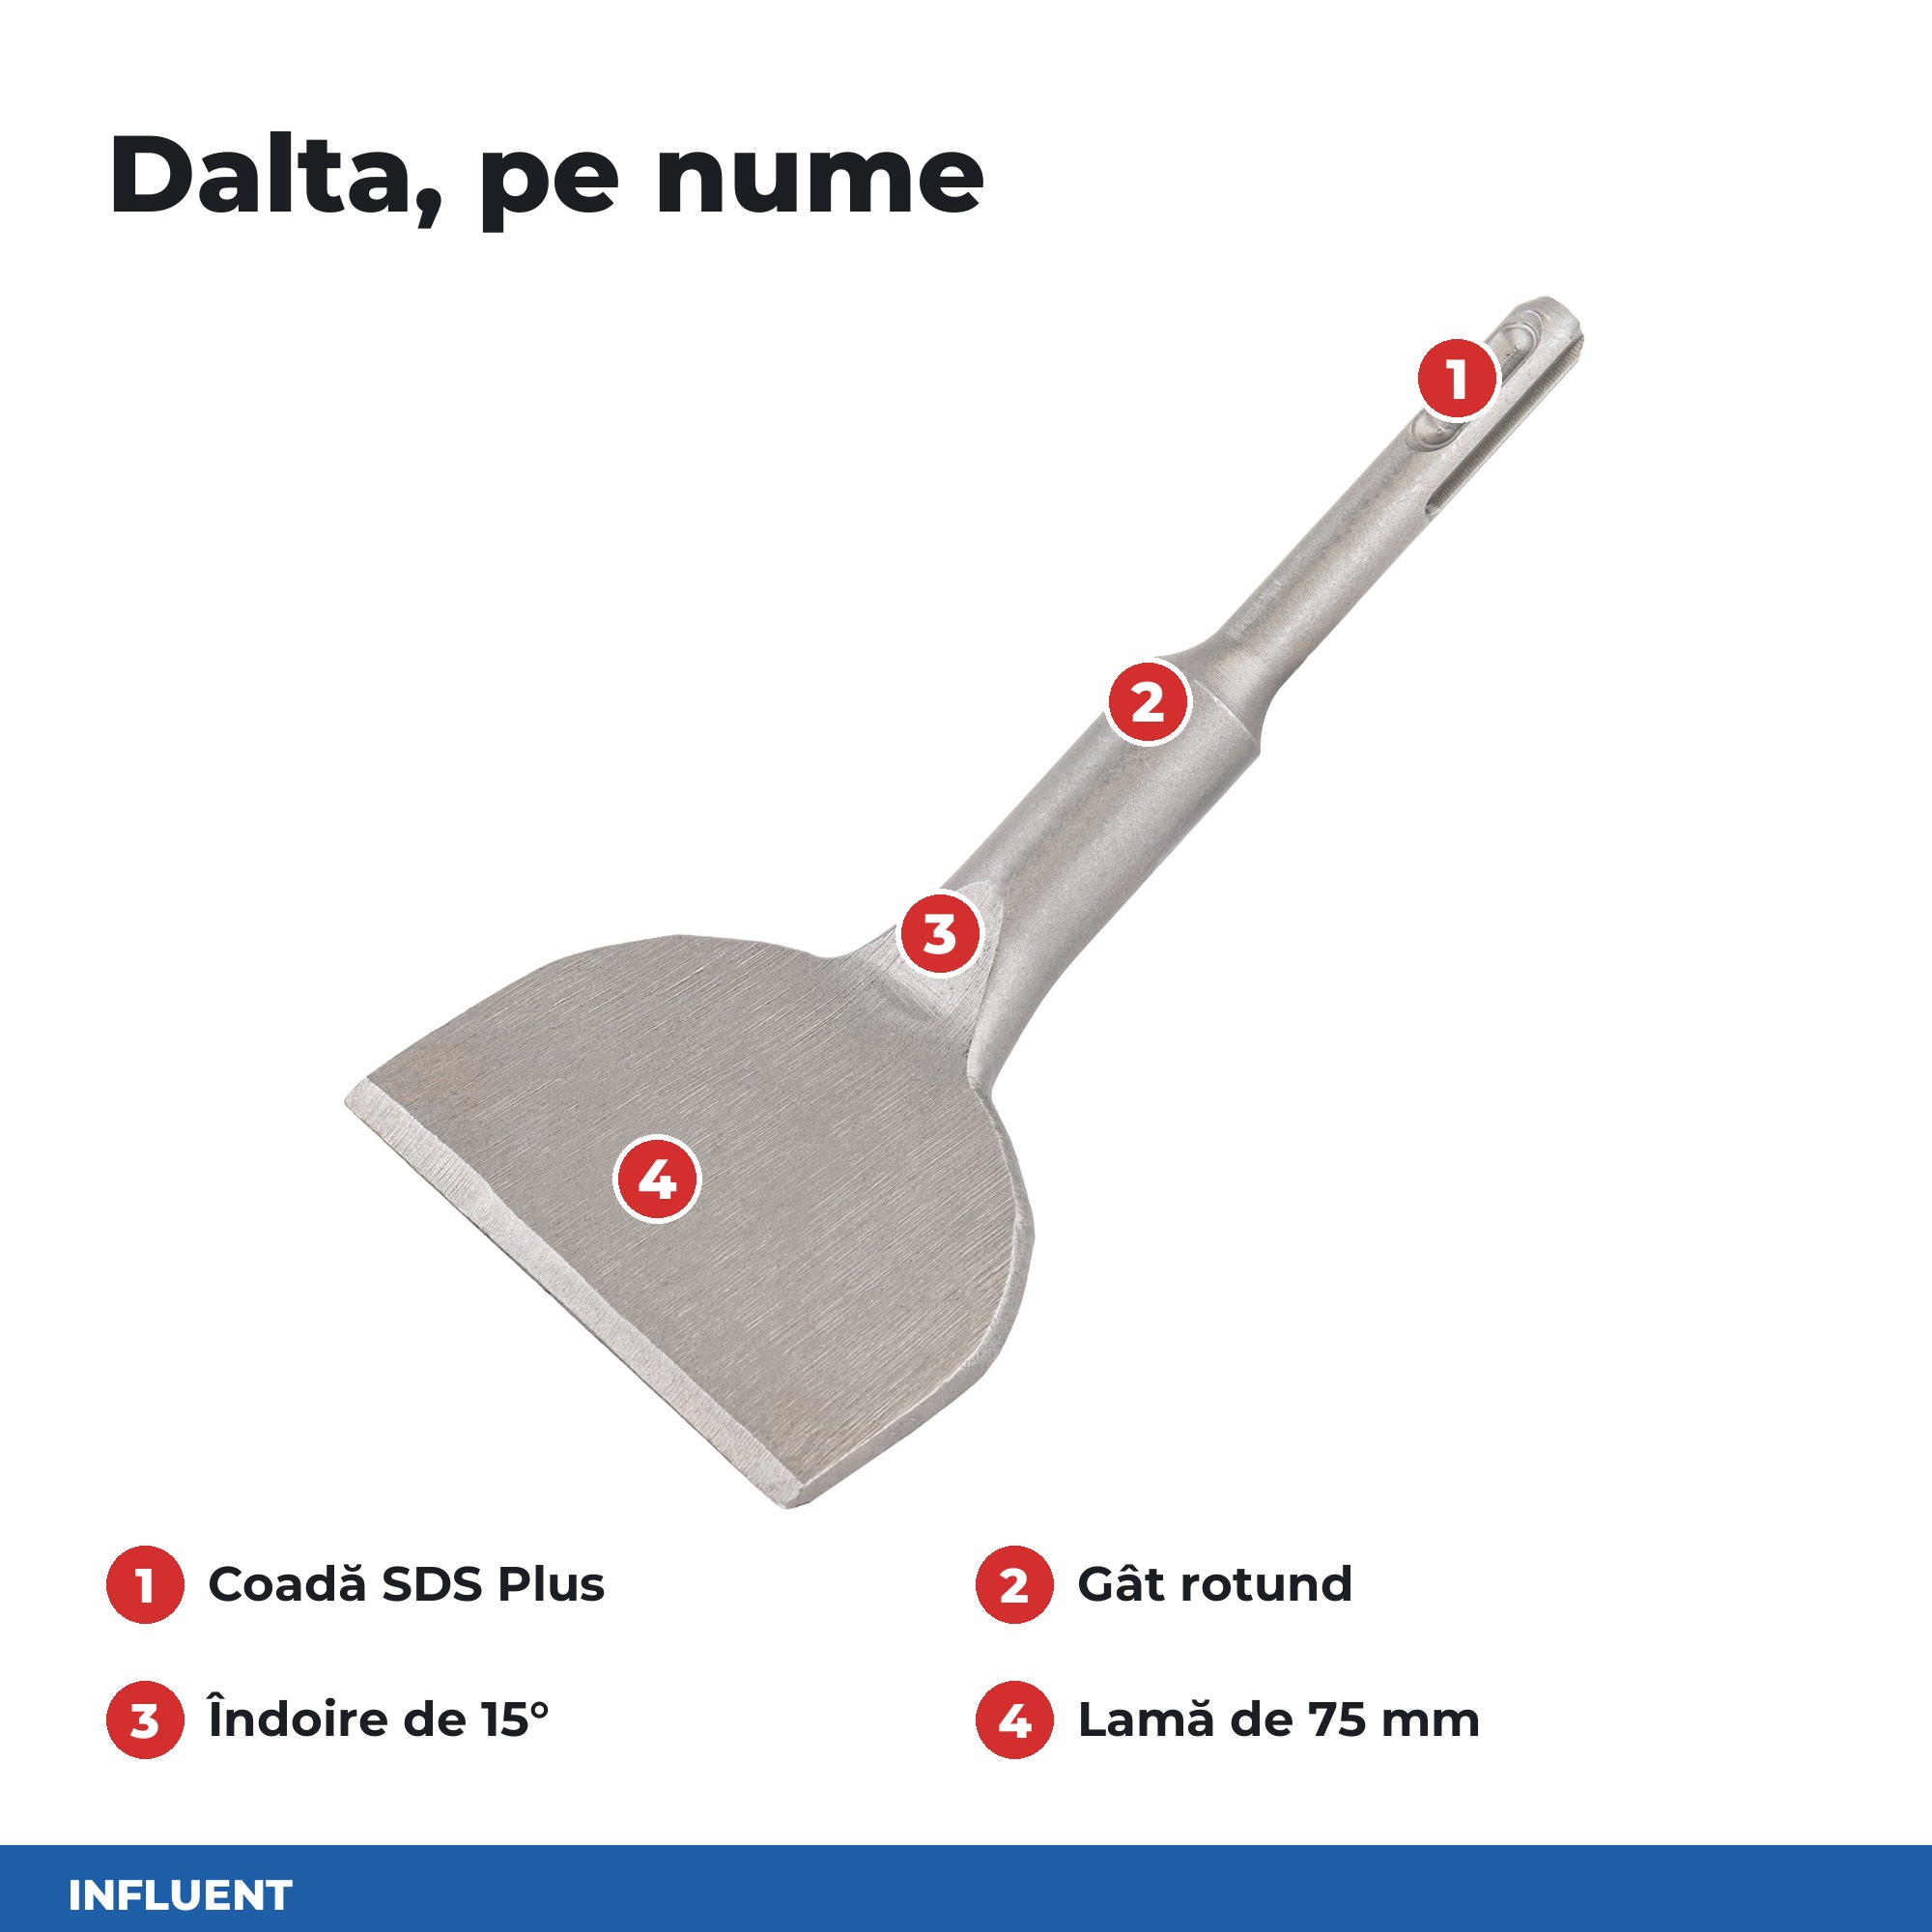 Dalta, pe nume
1
2
3
4
1 Coadă SDS Plus
2 Gât rotund
3 Îndoire de 15°
4 Lamă de 75 mm
INFLUENT